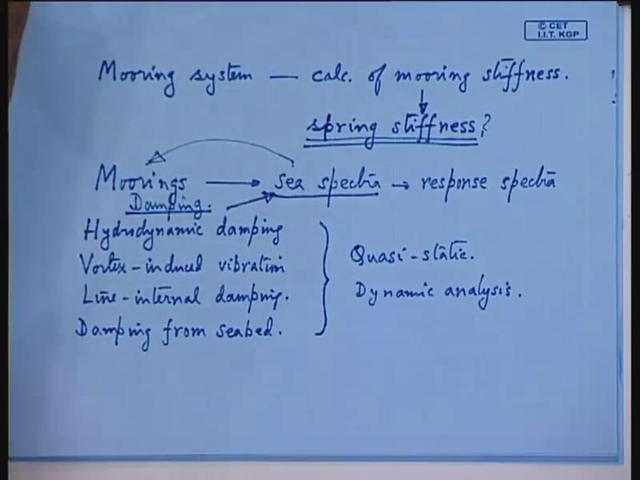 © CET
I.I.T. KGP
Mooring system — calc. of mooring stiffness.
spring stiffness?
Moorings → sea spectra → response spectra
Damping.
Hydrodynamic damping
Vortex-induced vibration
Line-internal damping.
Damping from seabed.
Quasi-static.
Dynamic analysis.